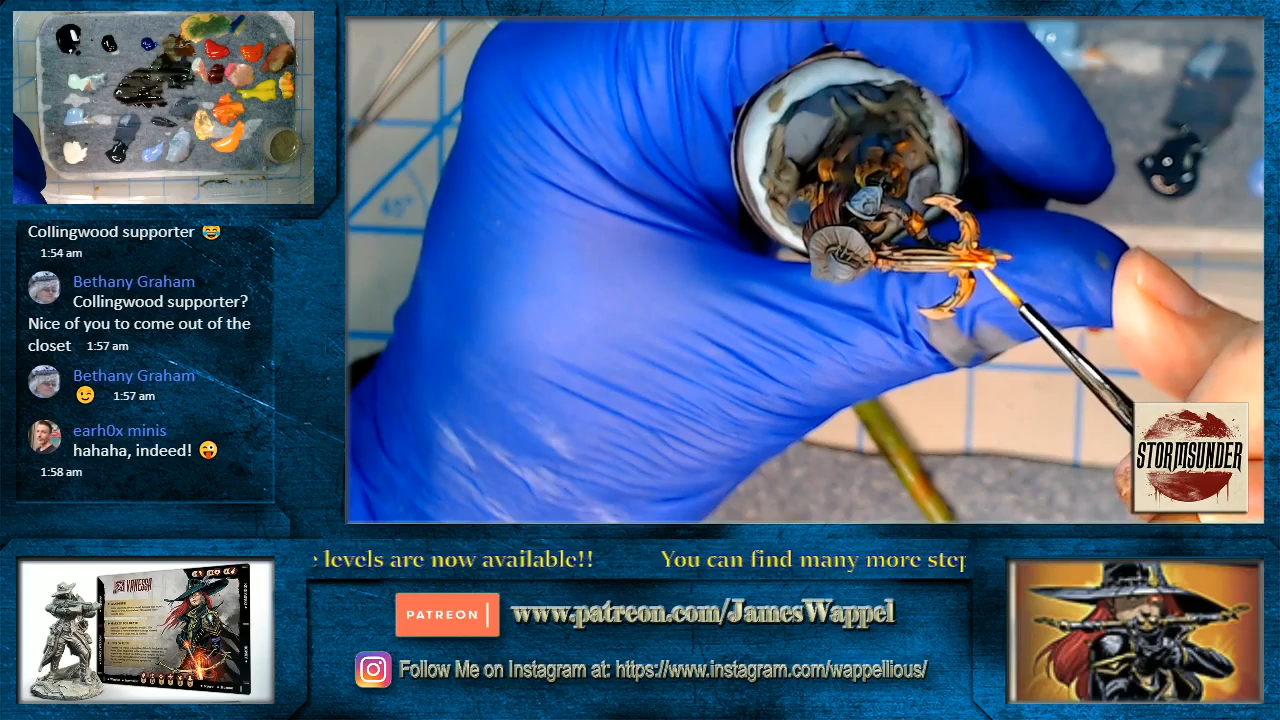 Collingwood supporter 😂
1:54 am
Bethany Graham
Collingwood supporter?
Nice of you to come out of the
closet 1:57 am
Bethany Graham
😉 1:57 am
earh0x minis
hahaha, indeed! 😜
1:58 am
STORMSUNDER
VANESSA
levels are now available!! You can find many more step
PATREON
www.patreon.com/JamesWappel
Follow Me on Instagram at: https://www.instagram.com/wappellious/